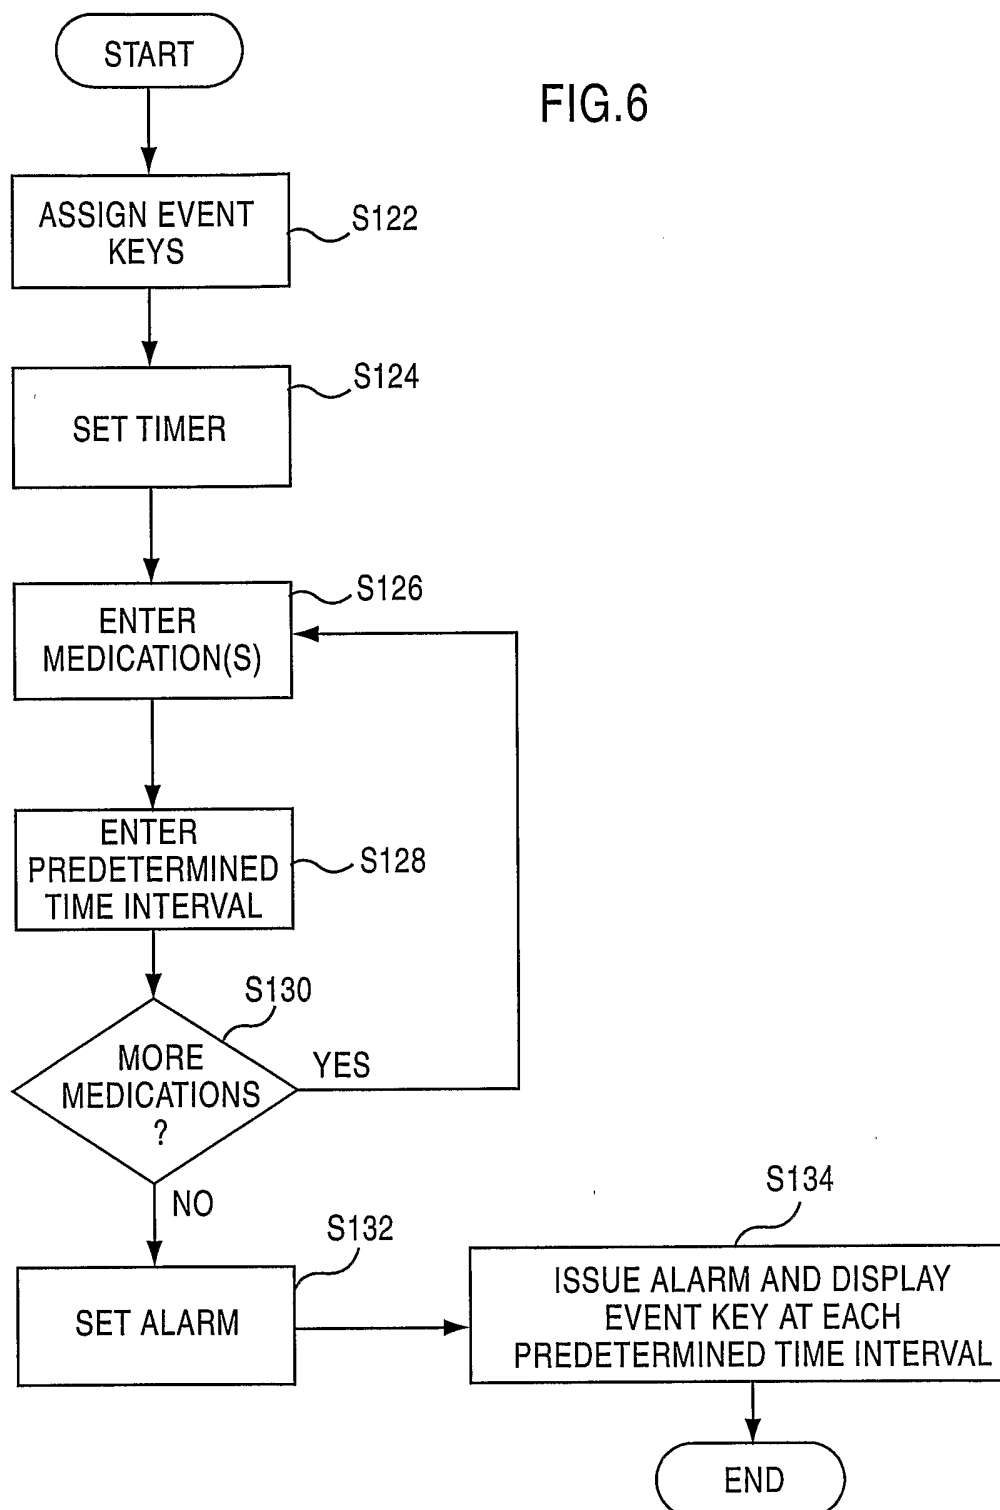 START
FIG.6
ASSIGN EVENT
KEYS
S122
S124
SET TIMER
S126
ENTER
MEDICATION(S)
ENTER
PREDETERMINED
TIME INTERVAL
S128
S130
MORE
MEDICATIONS
?
YES
NO
S132
SET ALARM
S134
ISSUE ALARM AND DISPLAY
EVENT KEY AT EACH
PREDETERMINED TIME INTERVAL
END